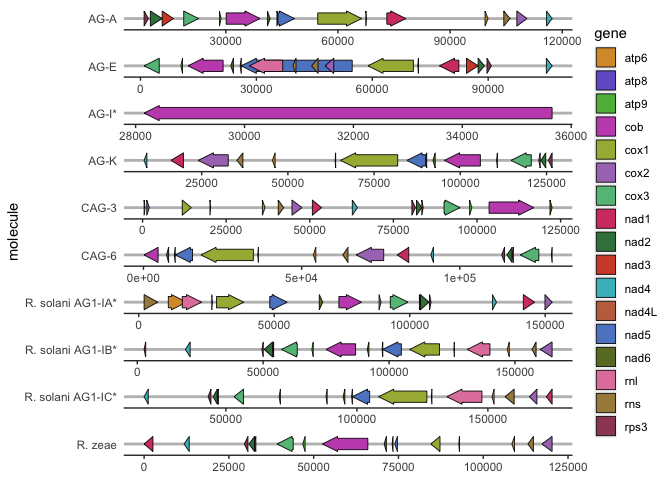 gene
atp6
atp8
atp9
cob
cox1
cox2
cox3
nad1
nad2
nad3
nad4
nad4L
nad5
nad6
rnl
rns
rps3
molecule
AG-A
30000 60000 90000 120000
AG-E
0 30000 60000 90000
AG-I*
28000 30000 32000 34000 36000
AG-K
25000 50000 75000 100000 125000
CAG-3
0 25000 50000 75000 100000 125000
CAG-6
0e+00 5e+04 1e+05
R. solani AG1-IA*
0 50000 100000 150000
R. solani AG1-IB*
0 50000 100000 150000
R. solani AG1-IC*
50000 100000 150000
R. zeae
0 25000 50000 75000 100000 125000